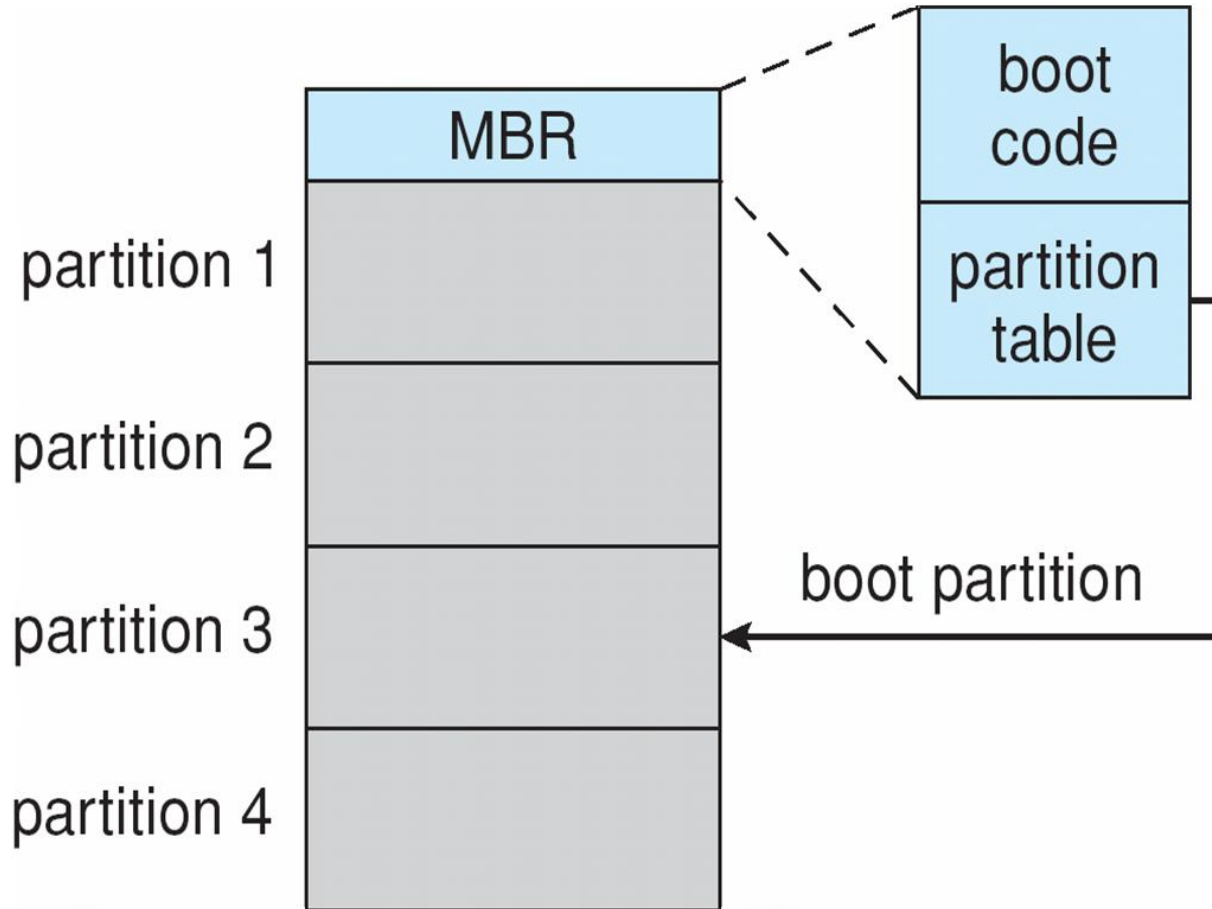 boot
code
MBR
partition 1
partition
table
partition 2
boot partition
partition 3
partition 4